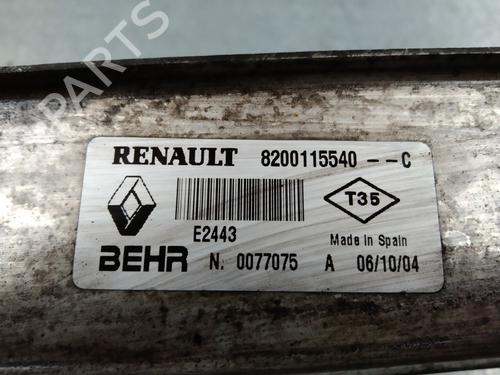 B PARTS
RENAULT 8200115540 -- C
T35
E2443
Made in Spain
BEHR N. 0077075 A 06/10/04